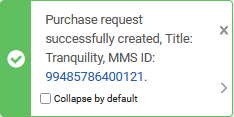 Purchase request
successfully created, Title:
Tranquility, MMS ID:
99485786400121.
Collapse by default